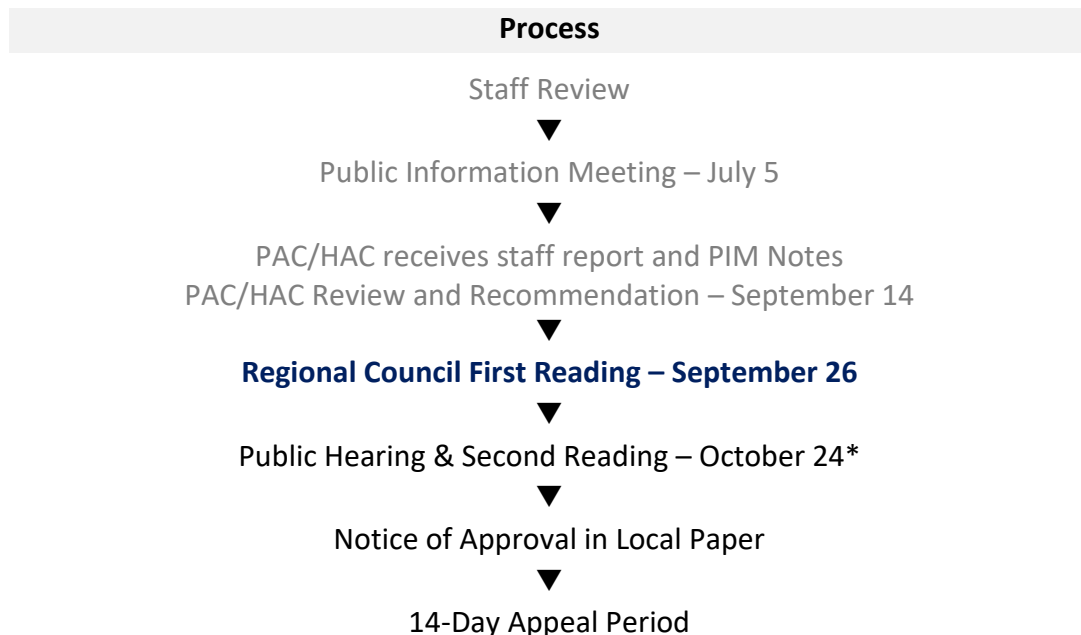 Process
Staff Review
Public Information Meeting – July 5
PAC/HAC receives staff report and PIM Notes
PAC/HAC Review and Recommendation – September 14
Regional Council First Reading – September 26
Public Hearing & Second Reading – October 24*
Notice of Approval in Local Paper
14-Day Appeal Period